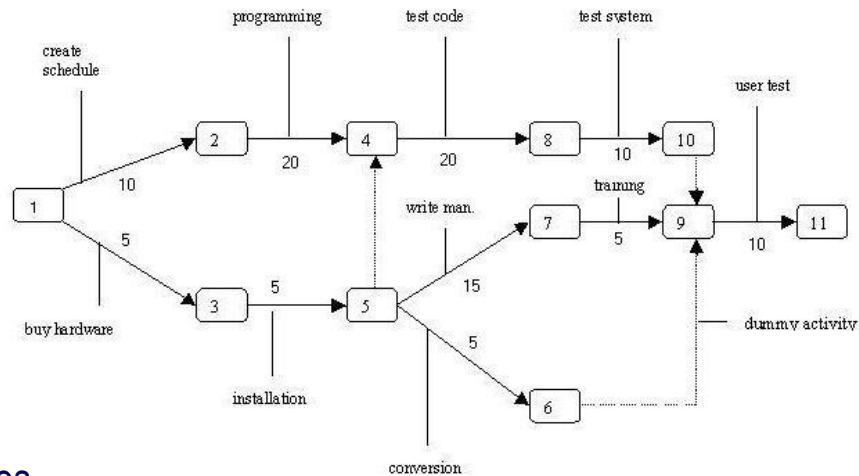 programming
test code
test system
create
schedule
user test
2
4
8
10
20
20
10
10
training
1
write man.
7
9
11
5
5
10
5
15
3
5
5
buy hardware
dummy activity
installation
6
conversion